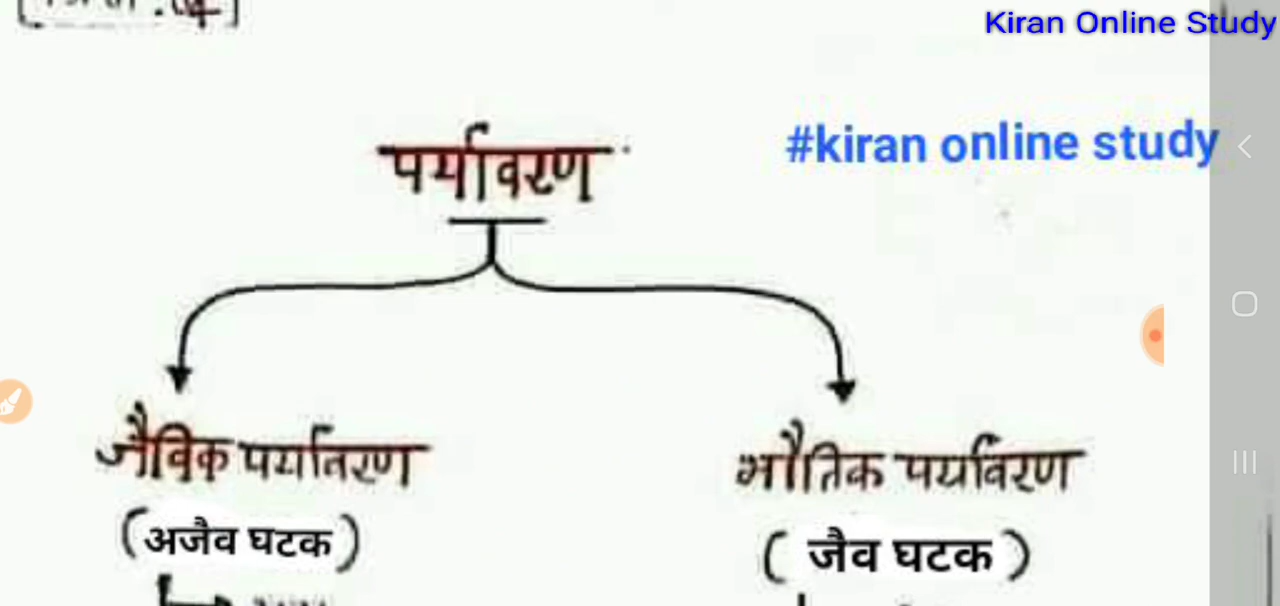 Kiran Online Study
#kiran online study
पर्यावरण
जैविक पर्यावरण
भौतिक पर्यावरण
(अजैव घटक)
( जैव घटक )